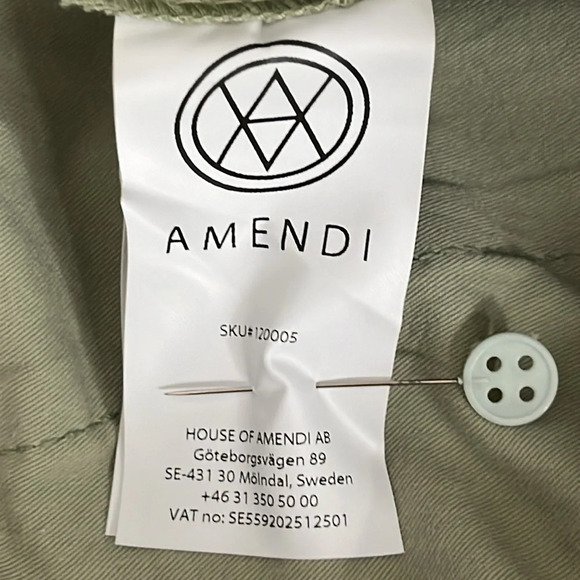 AMENDI
SKU#120005
HOUSE OF AMENDI AB
Göteborgsvägen 89
SE-431 30 Mölndal, Sweden
+46 31 350 50 00
VAT no: SE559202512501